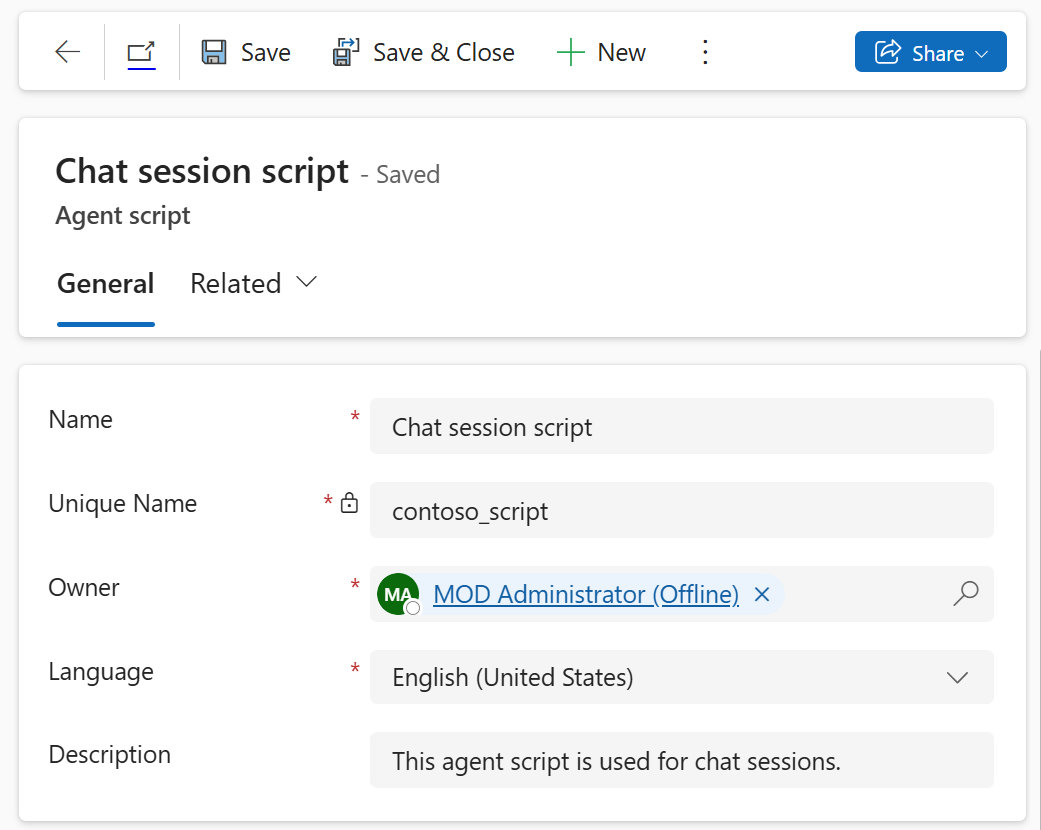 Save Save & Close New Share
Chat session script - Saved
Agent script
General Related
Name * Chat session script
Unique Name * contoso_script
Owner * MA MOD Administrator (Offline)
Language * English (United States)
Description This agent script is used for chat sessions.